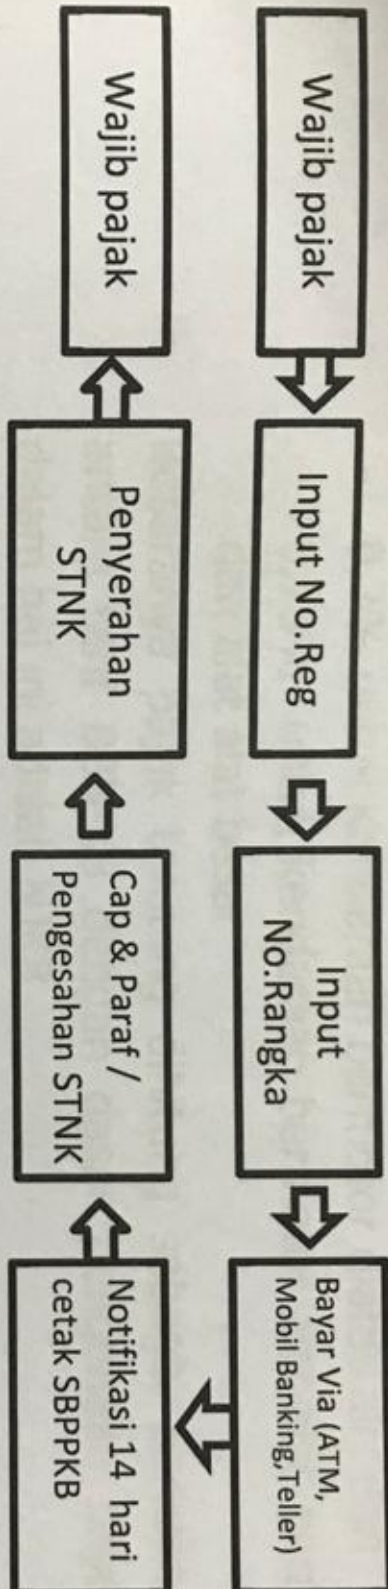 Wajib pajak
Input No.Reg
Input
No.Rangka
Bayar Via (ATM,
Mobil Banking,Teller)
Notifikasi 14 hari
cetak SBPPKB
Cap & Paraf /
Pengesahan STNK
Penyerahan
STNK
Wajib pajak